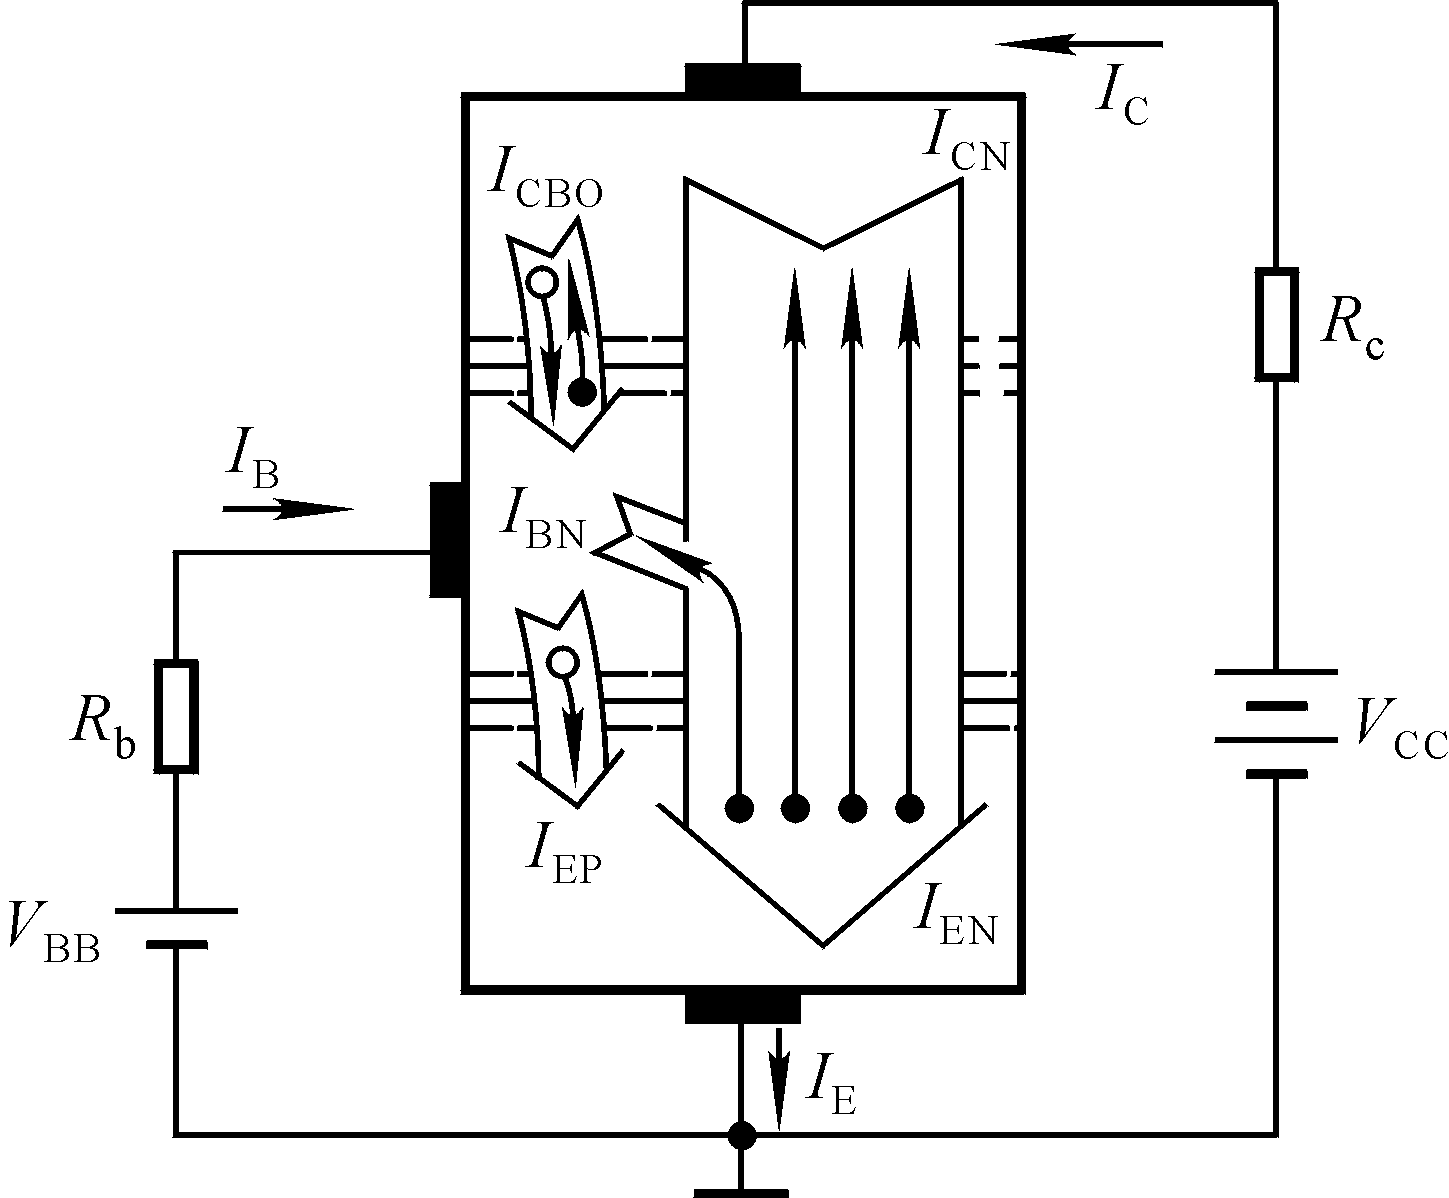 I_C
I_CN
I_CBO
R_c
I_B
I_BN
R_b
V_CC
I_EP
I_EN
V_BB
I_E